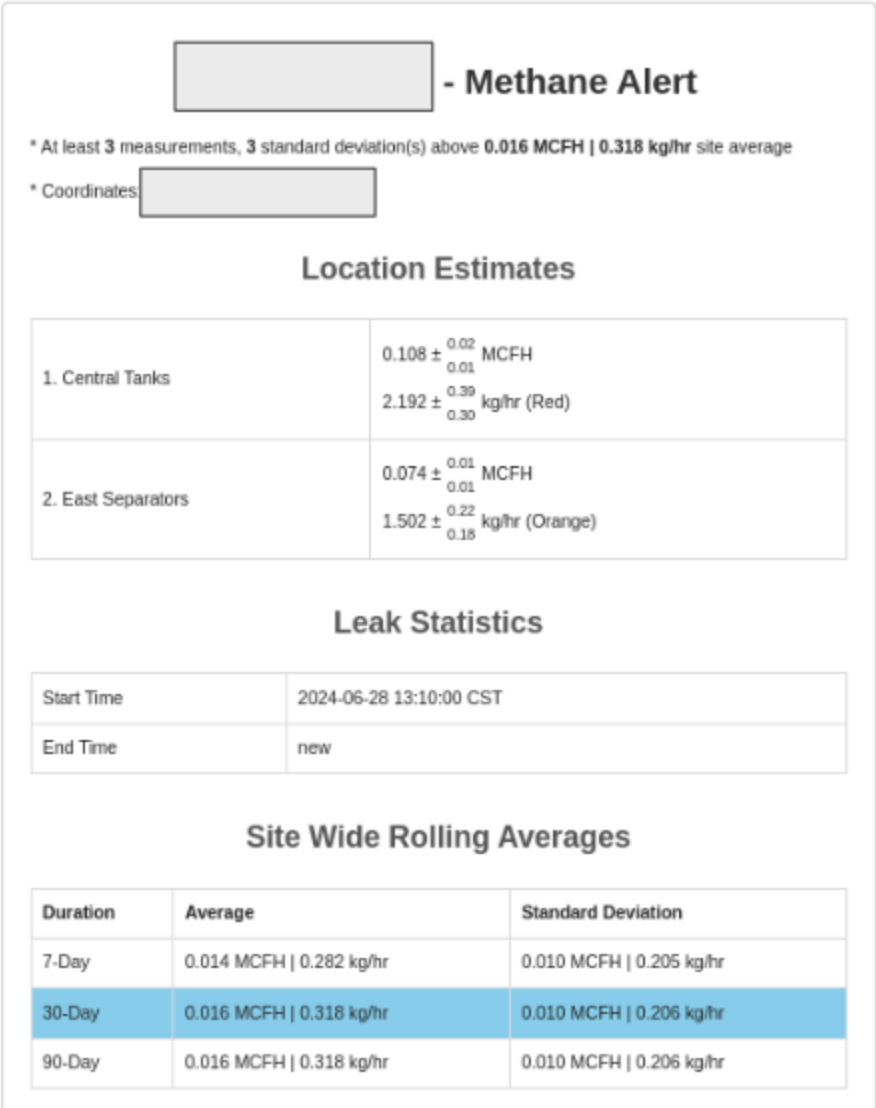 - Methane Alert
* At least 3 measurements, 3 standard deviation(s) above 0.016 MCFH | 0.318 kg/hr site average
* Coordinates:
Location Estimates
1. Central Tanks
0.108 ± 0.02 0.01 MCFH
2.192 ± 0.39 0.30 kg/hr (Red)
2. East Separators
0.074 ± 0.01 0.01 MCFH
1.502 ± 0.22 0.18 kg/hr (Orange)
Leak Statistics
Start Time 2024-06-28 13:10:00 CST
End Time new
Site Wide Rolling Averages
Duration Average Standard Deviation
7-Day 0.014 MCFH | 0.282 kg/hr 0.010 MCFH | 0.205 kg/hr
30-Day 0.016 MCFH | 0.318 kg/hr 0.010 MCFH | 0.206 kg/hr
90-Day 0.016 MCFH | 0.318 kg/hr 0.010 MCFH | 0.206 kg/hr